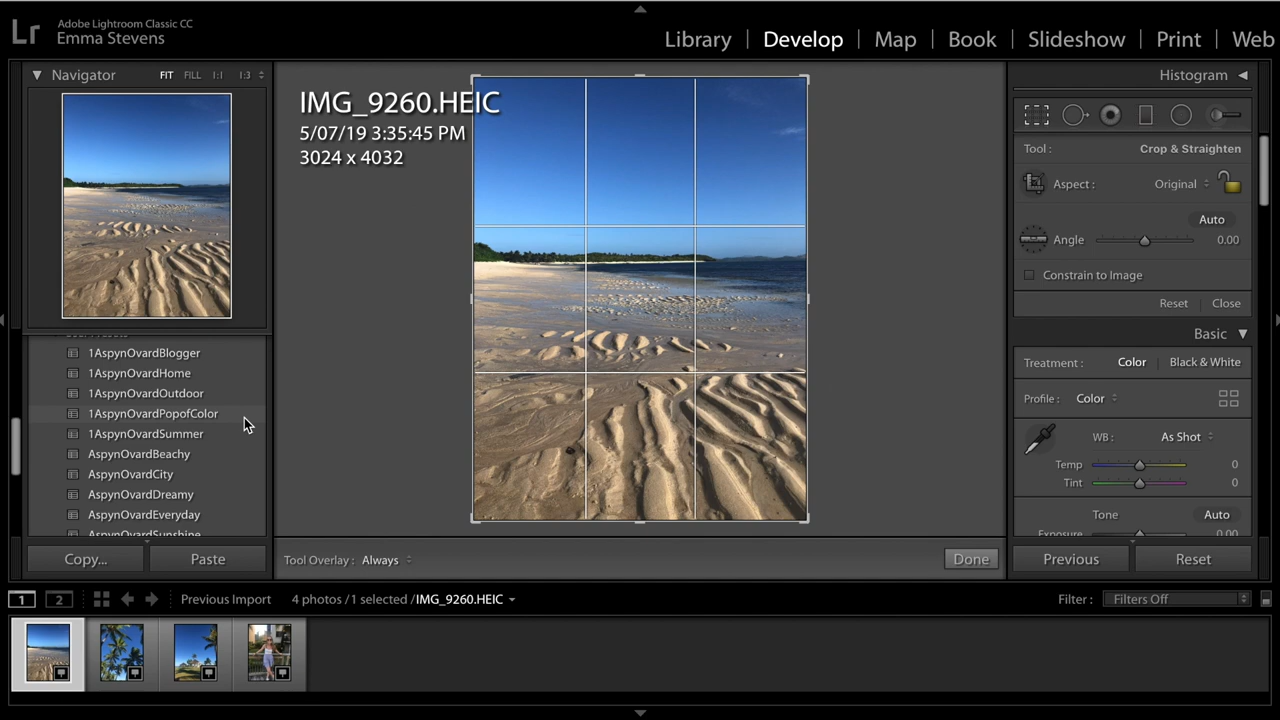 Lr
Adobe Lightroom Classic CC
Emma Stevens
Library | Develop | Map | Book | Slideshow | Print | Web
Navigator FIT FILL 1:1 1:3
IMG_9260.HEIC
5/07/19 3:35:45 PM
3024 x 4032
1AspynOvardBlogger
1AspynOvardHome
1AspynOvardOutdoor
1AspynOvardPopofColor
1AspynOvardSummer
AspynOvardBeachy
AspynOvardCity
AspynOvardDreamy
AspynOvardEveryday
AspynOvardSunshine
Copy... Paste
Tool Overlay : Always
Done
Histogram
Tool : Crop & Straighten
Aspect : Original
Auto
Angle 0.00
Constrain to Image
Reset Close
Basic
Treatment : Color | Black & White
Profile : Color
WB : As Shot
Temp 0
Tint 0
Tone Auto
Exposure 0.00
Previous Reset
1 2 Previous Import 4 photos / 1 selected / IMG_9260.HEIC
Filter : Filters Off